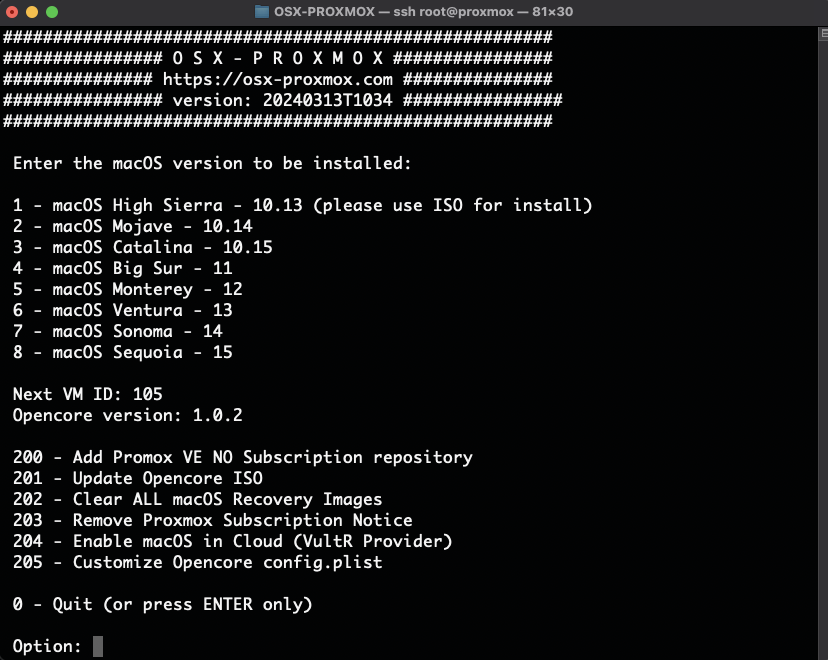 OSX-PROXMOX — ssh root@proxmox — 81×30
#######################################################
################ O S X - P R O X M O X ################
############### https://osx-proxmox.com ###############
################ version: 20240313T1034 ################
#######################################################
Enter the macOS version to be installed:
1 - macOS High Sierra - 10.13 (please use ISO for install)
2 - macOS Mojave - 10.14
3 - macOS Catalina - 10.15
4 - macOS Big Sur - 11
5 - macOS Monterey - 12
6 - macOS Ventura - 13
7 - macOS Sonoma - 14
8 - macOS Sequoia - 15
Next VM ID: 105
Opencore version: 1.0.2
200 - Add Promox VE NO Subscription repository
201 - Update Opencore ISO
202 - Clear ALL macOS Recovery Images
203 - Remove Proxmox Subscription Notice
204 - Enable macOS in Cloud (VultR Provider)
205 - Customize Opencore config.plist
0 - Quit (or press ENTER only)
Option: